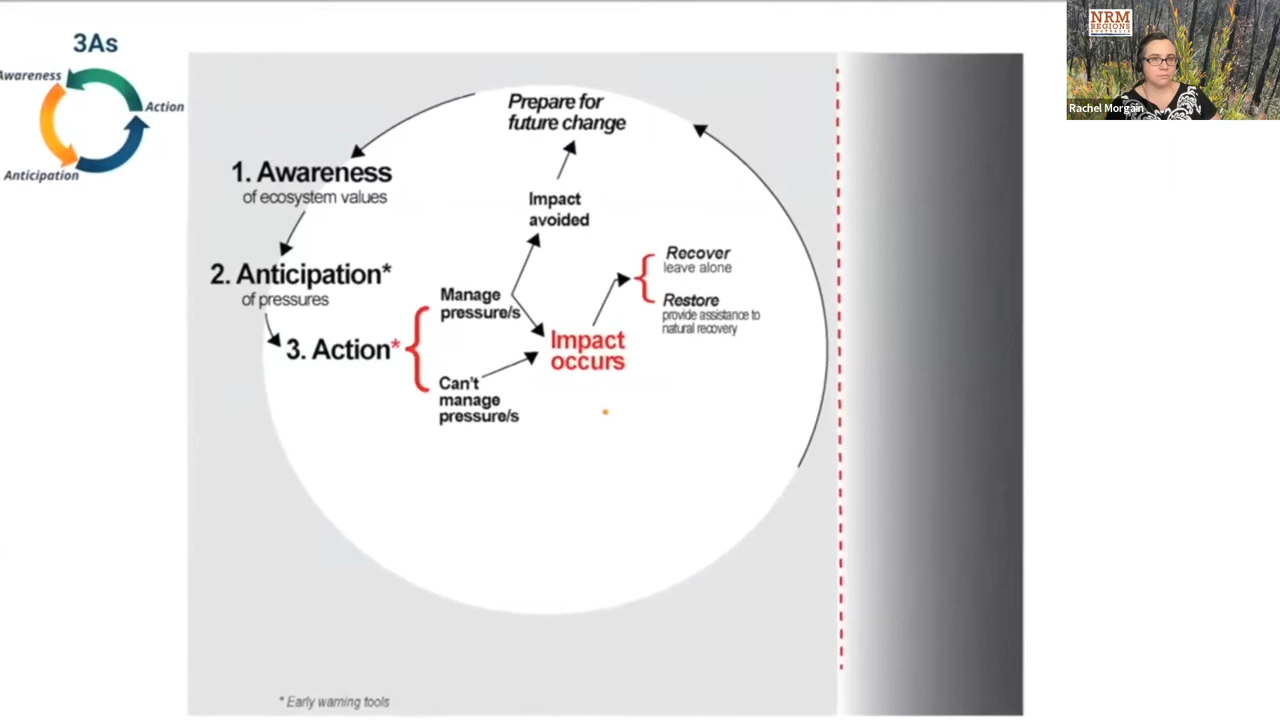 3As
Awareness
Action
Anticipation
Prepare for
future change
1. Awareness
of ecosystem values
Impact
avoided
2. Anticipation*
of pressures
Recover
leave alone
Manage
pressure/s
Restore
provide assistance to
natural recovery
3. Action*
Impact
occurs
Can't
manage
pressure/s
* Early warning tools
NRM
REGIONS
AUSTRALIA
Rachel Morgain